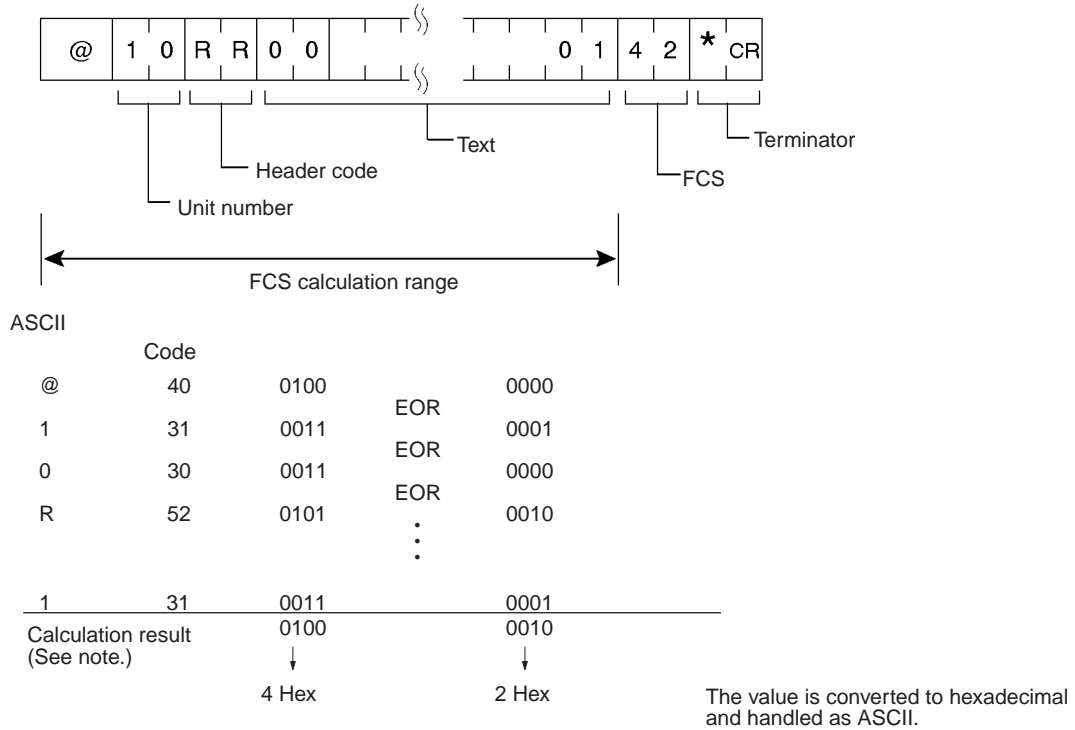 @ 1 0 R R 0 0 0 1 4 2 * CR
Text
Terminator
Header code
FCS
Unit number
FCS calculation range
ASCII
Code
@ 40 0100 0000
EOR
1 31 0011 0001
EOR
0 30 0011 0000
EOR
R 52 0101 0010
1 31 0011 0001
Calculation result 0100 0010
(See note.)
4 Hex 2 Hex
The value is converted to hexadecimal
and handled as ASCII.